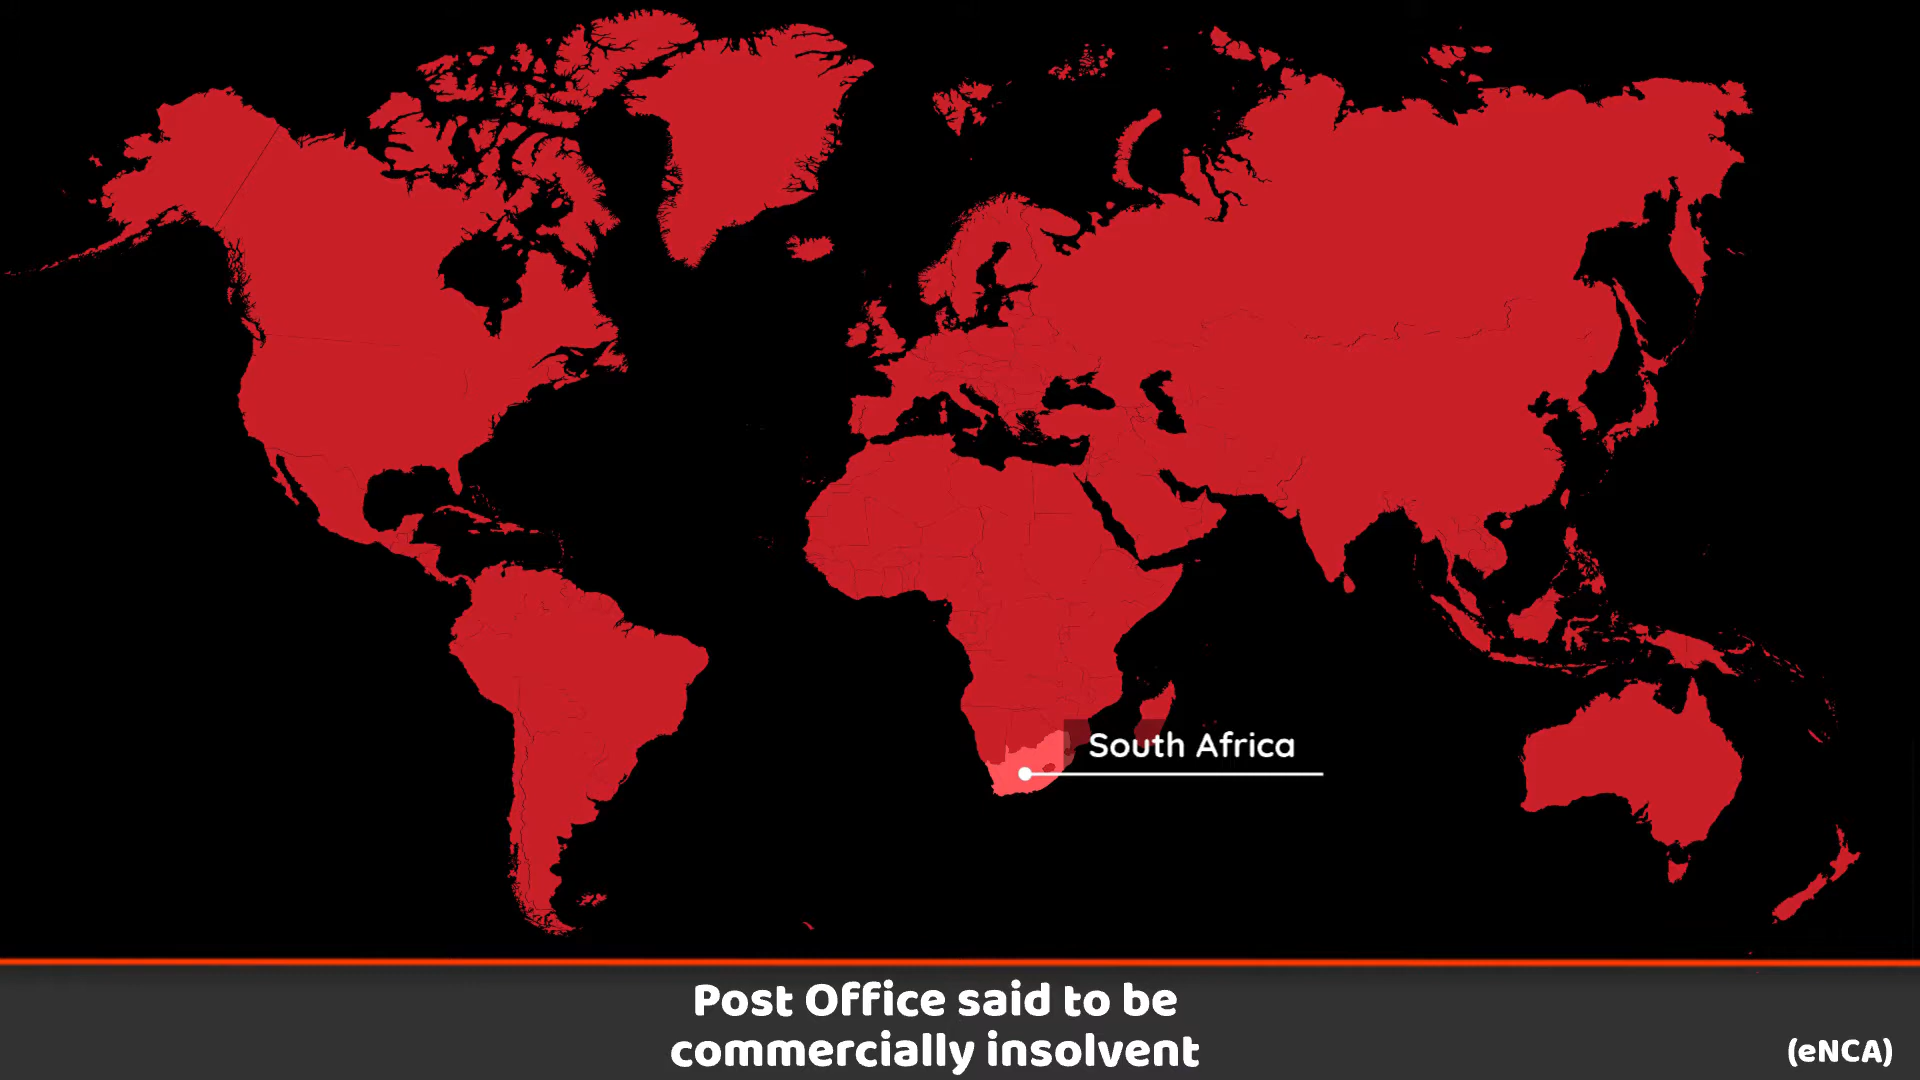 South Africa
Post Office said to be
commercially insolvent
(eNCA)